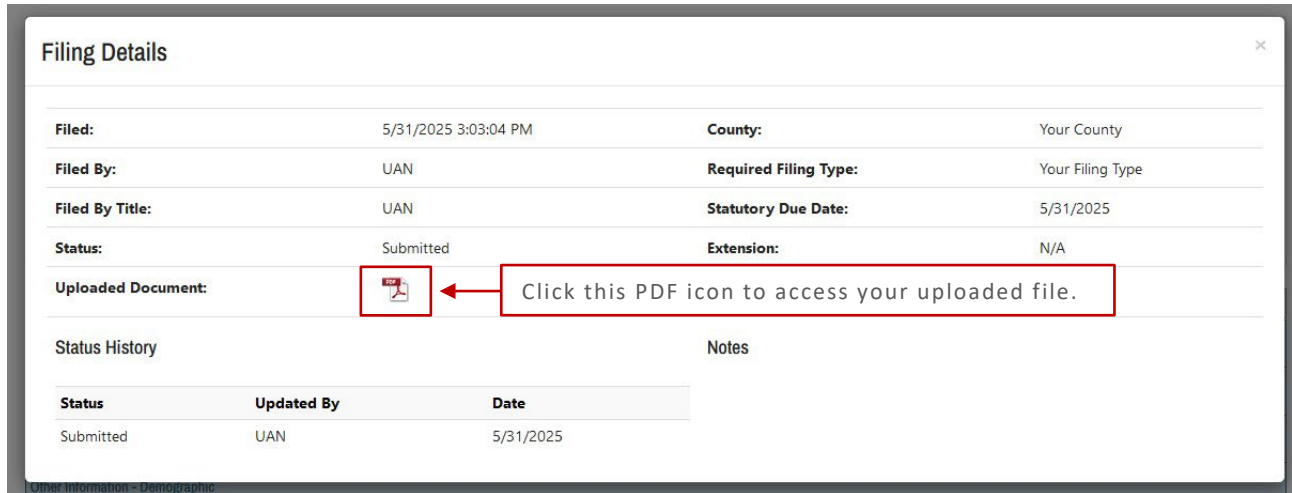 Filing Details
×
Filed: 5/31/2025 3:03:04 PM County: Your County
Filed By: UAN Required Filing Type: Your Filing Type
Filed By Title: UAN Statutory Due Date: 5/31/2025
Status: Submitted Extension: N/A
Uploaded Document: PDF Click this PDF icon to access your uploaded file.
Status History Notes
Status Updated By Date
Submitted UAN 5/31/2025
Other Information - Demographic